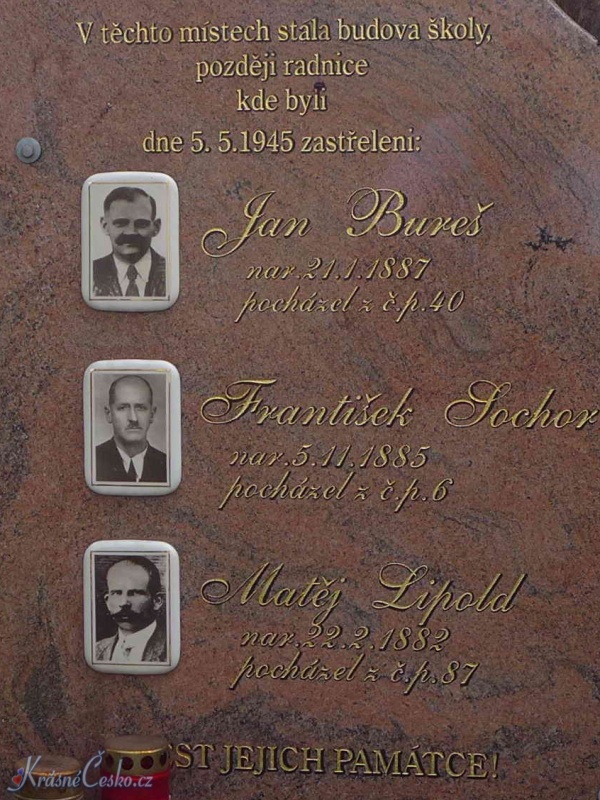 V těchto místech stála budova školy,
později radnice
kde byli
dne 5. 5.1945 zastřeleni:
Jan Bureš
nar.21.1.1887
pocházel z č.p.40
František Sochor
nar.5.11.1885
pocházel z č.p.6
Matěj Lipold
nar.22.2.1882
pocházel z č.p.87
JEJICH PAMÁTCE!
KrásnéČesko.cz